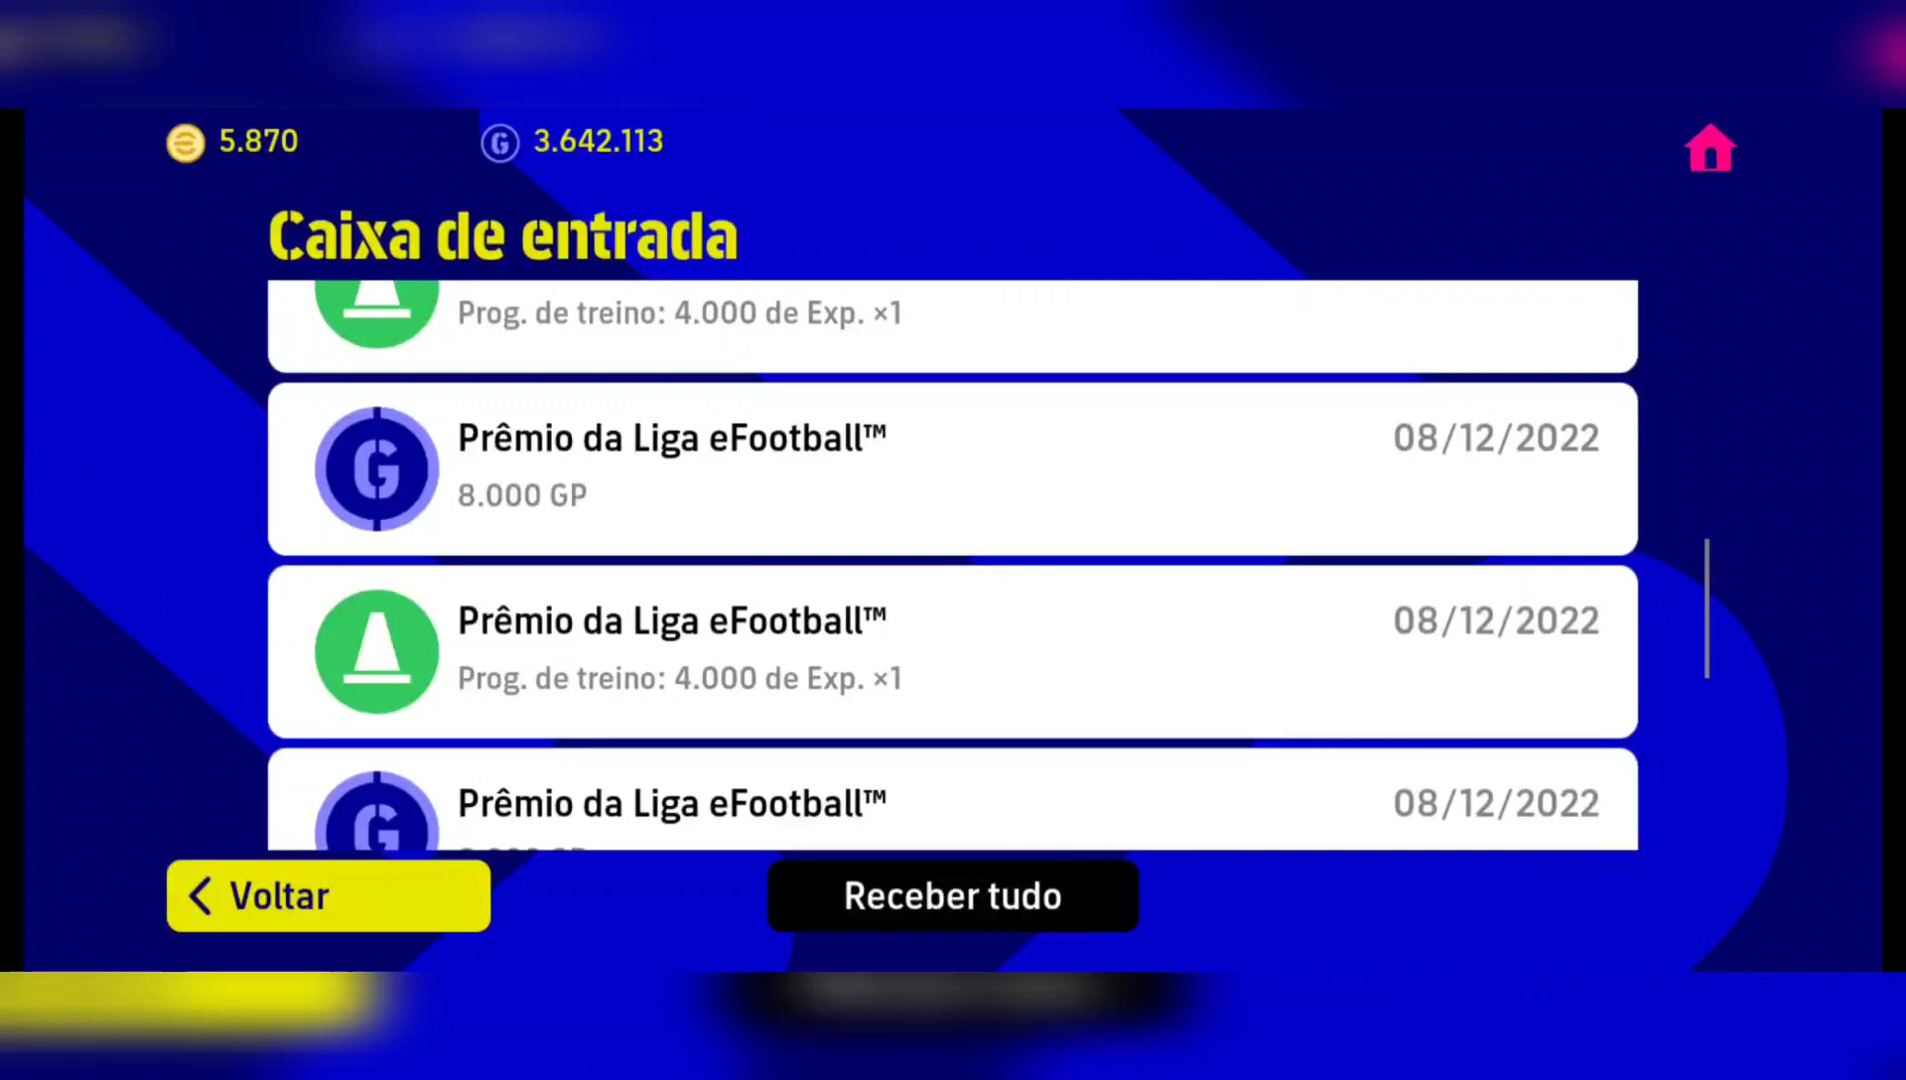 5.870 3.642.113
Caixa de entrada
Prog. de treino: 4.000 de Exp. ×1
Prêmio da Liga eFootball™ 08/12/2022
8.000 GP
Prêmio da Liga eFootball™ 08/12/2022
Prog. de treino: 4.000 de Exp. ×1
Prêmio da Liga eFootball™ 08/12/2022
Voltar Receber tudo